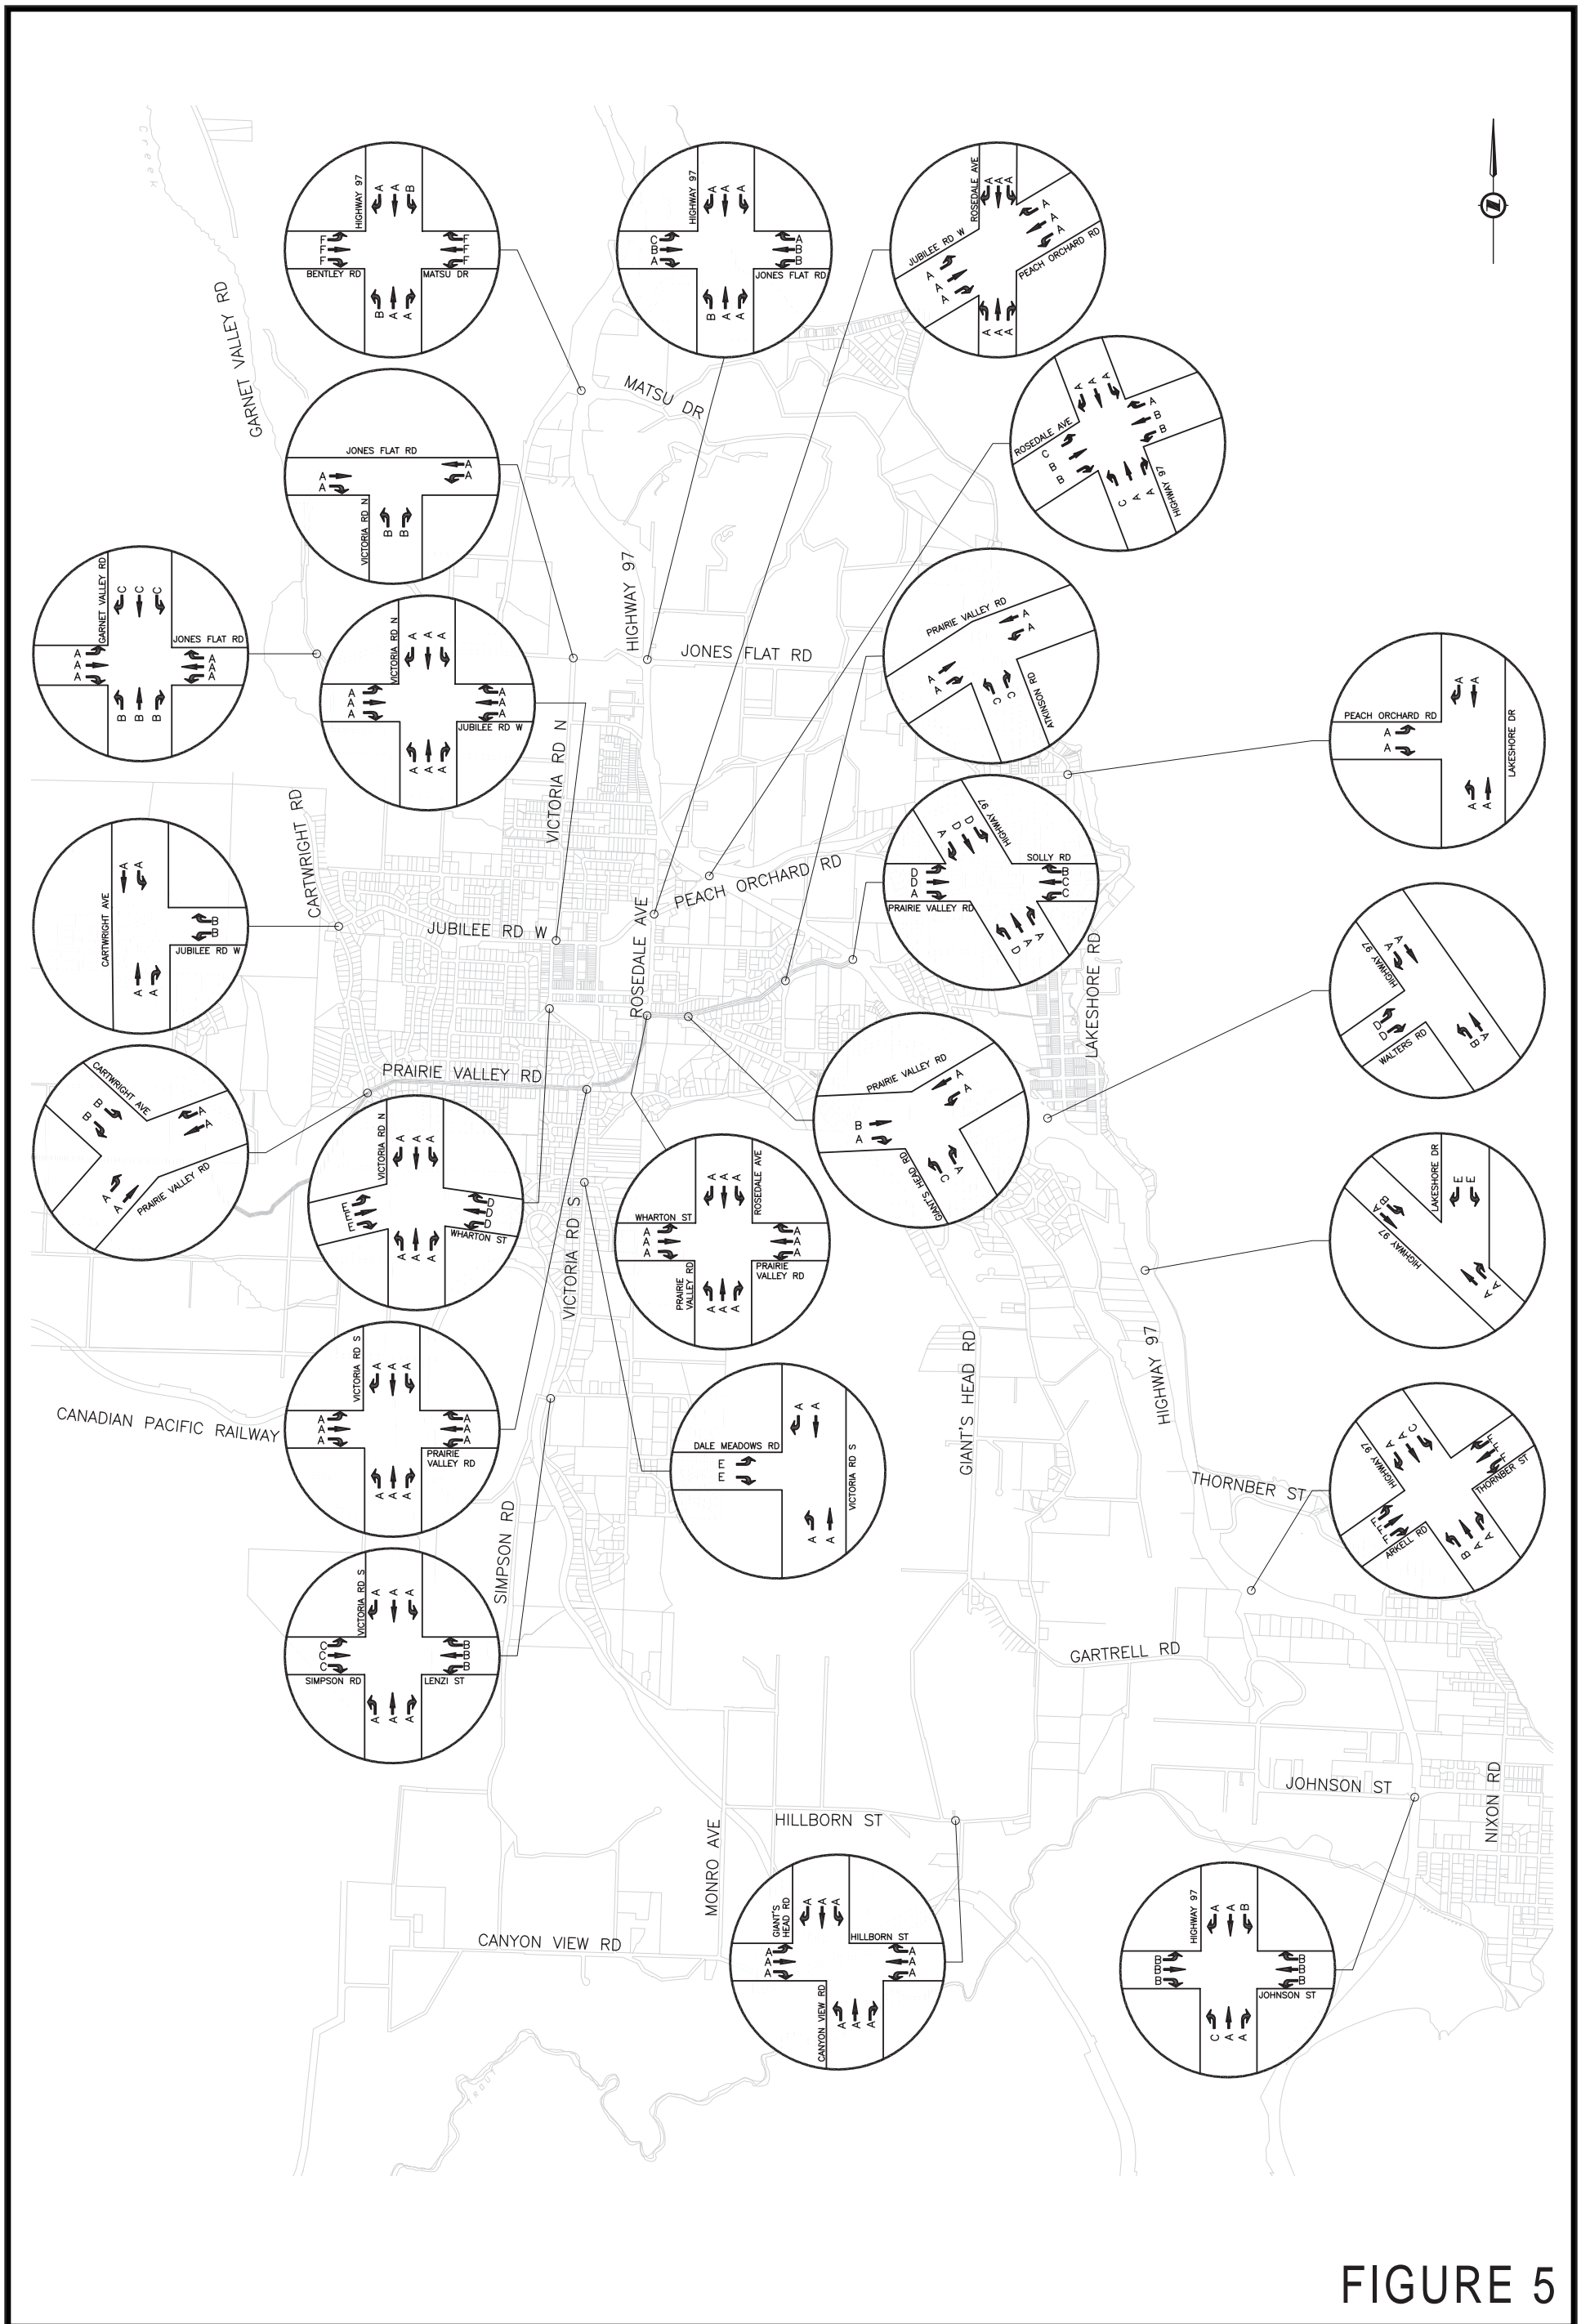 Creek
GARNET VALLEY RD
HIGHWAY 97
A
A
B
F
F
F
F
F
F
BENTLEY RD
MATSU DR
B
A
A
HIGHWAY 97
A
A
A
C
B
A
A
B
B
JONES FLAT RD
B
A
A
ROSEDALE AVE
A
A
A
JUBILEE RD W
A
A
A
PEACH ORCHARD RD
A
A
A
A
A
A
MATSU DR
A
A
A
ROSEDALE AVE
C
B
B
A
B
B
C
A
A
HIGHWAY 97
JONES FLAT RD
A
A
A
A
VICTORIA RD N
B
B
HIGHWAY 97
GARNET VALLEY RD
C
C
C
JONES FLAT RD
A
A
A
A
A
A
B
B
B
VICTORIA RD N
A
A
A
A
A
A
A
A
A
JUBILEE RD W
A
A
A
JONES FLAT RD
PRAIRIE VALLEY RD
A
A
A
A
C
C
ATKINSON RD
PEACH ORCHARD RD
A
A
A
A
LAKESHORE DR
A
A
VICTORIA RD N
CARTWRIGHT RD
PEACH ORCHARD RD
A
D
D
HIGHWAY 97
SOLLY RD
D
D
A
B
C
C
PRAIRIE VALLEY RD
D
A
A
CARTWRIGHT AVE
A
A
B
B
JUBILEE RD W
A
A
JUBILEE RD W
ROSEDALE AVE
LAKESHORE RD
HIGHWAY 97
A
A
D
D
WALTERS RD
B
A
CARTWRIGHT AVE
B
B
A
A
A
A
PRAIRIE VALLEY RD
PRAIRIE VALLEY RD
PRAIRIE VALLEY RD
A
A
B
A
GIANT'S HEAD RD
C
A
VICTORIA RD N
A
A
A
E
E
E
D
D
D
WHARTON ST
A
A
A
VICTORIA RD S
WHARTON ST
A
A
A
ROSEDALE AVE
A
A
A
A
A
A
PRAIRIE
VALLEY RD
PRAIRIE
VALLEY RD
A
A
A
LAKESHORE DR
E
E
B
A
HIGHWAY 97
A
A
CANADIAN PACIFIC RAILWAY
VICTORIA RD S
A
A
A
A
A
A
A
A
A
PRAIRIE
VALLEY RD
A
A
A
DALE MEADOWS RD
A
A
E
E
VICTORIA RD S
A
A
GIANT'S HEAD RD
HIGHWAY 97
HIGHWAY 97
A
A
C
F
F
F
THORNBER ST
F
F
F
ARKELL RD
B
A
A
THORNBER ST
SIMPSON RD
VICTORIA RD S
A
A
A
C
C
C
B
B
B
SIMPSON RD
LENZI ST
A
A
A
GARTRELL RD
JOHNSON ST
NIXON RD
HILLBORN ST
MONRO AVE
CANYON VIEW RD
GIANT'S
HEAD RD
A
A
A
HILLBORN ST
A
A
A
A
A
A
CANYON VIEW RD
A
A
A
HIGHWAY 97
A
A
B
B
B
B
B
B
B
JOHNSON ST
C
A
A
TROUT
FIGURE 5